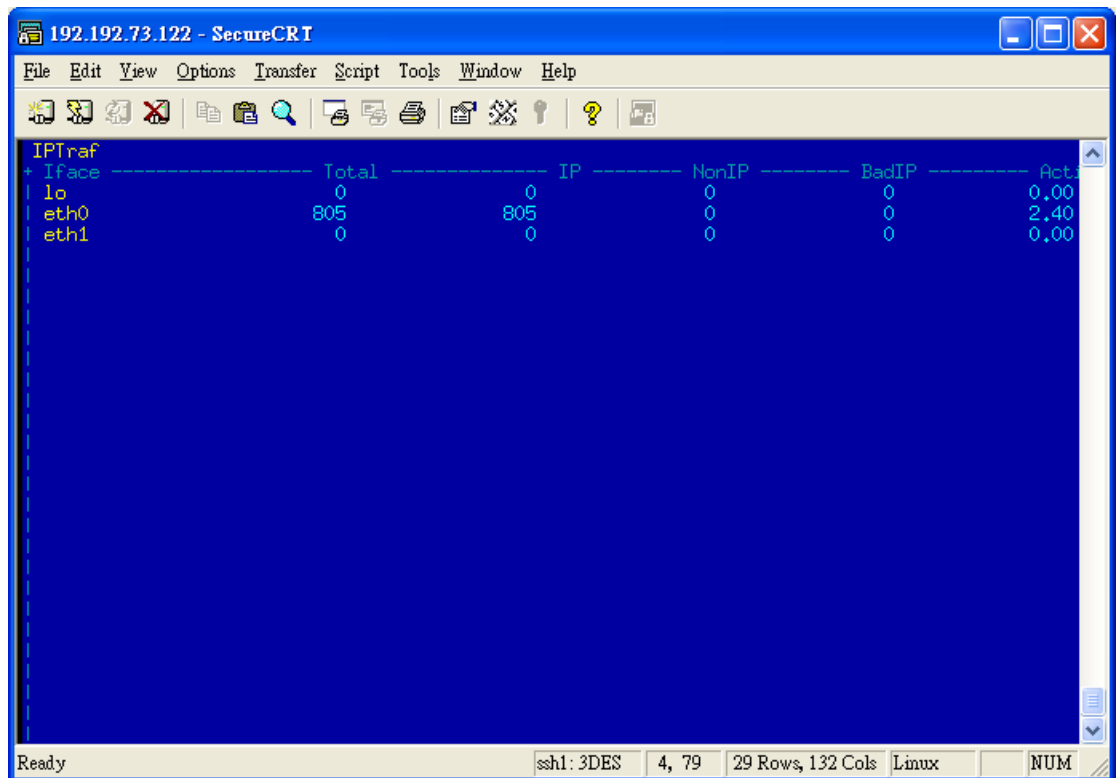 192.192.73.122 - SecureCRT
File Edit View Options Transfer Script Tools Window Help
IPTraf
+ Iface ------------------- Total --------------- IP --------- NonIP --------- BadIP ---------- Acti
| lo 0 0 0 0 0.00
| eth0 805 805 0 0 2.40
| eth1 0 0 0 0 0.00
Ready ssh1: 3DES 4, 79 29 Rows, 132 Cols Linux NUM